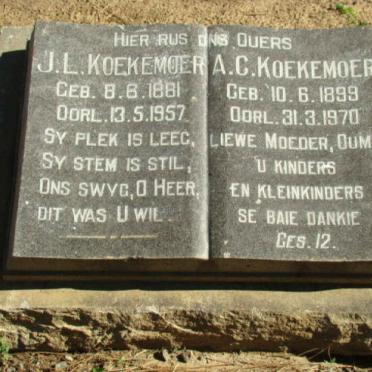 HIER RUS ONS OUERS
J.L. KOEKEMOER
GEB. 8.8.1881
OORL. 13.5.1957
SY PLEK IS LEEG,
SY STEM IS STIL,
ONS SWYG, O HEER,
DIT WAS U WIL.
A.C. KOEKEMOER
GEB. 10.6.1899
OORL. 31.3.1970
LIEWE MOEDER, OUM
U KINDERS
EN KLEINKINDERS
SE BAIE DANKIE
GES. 12.